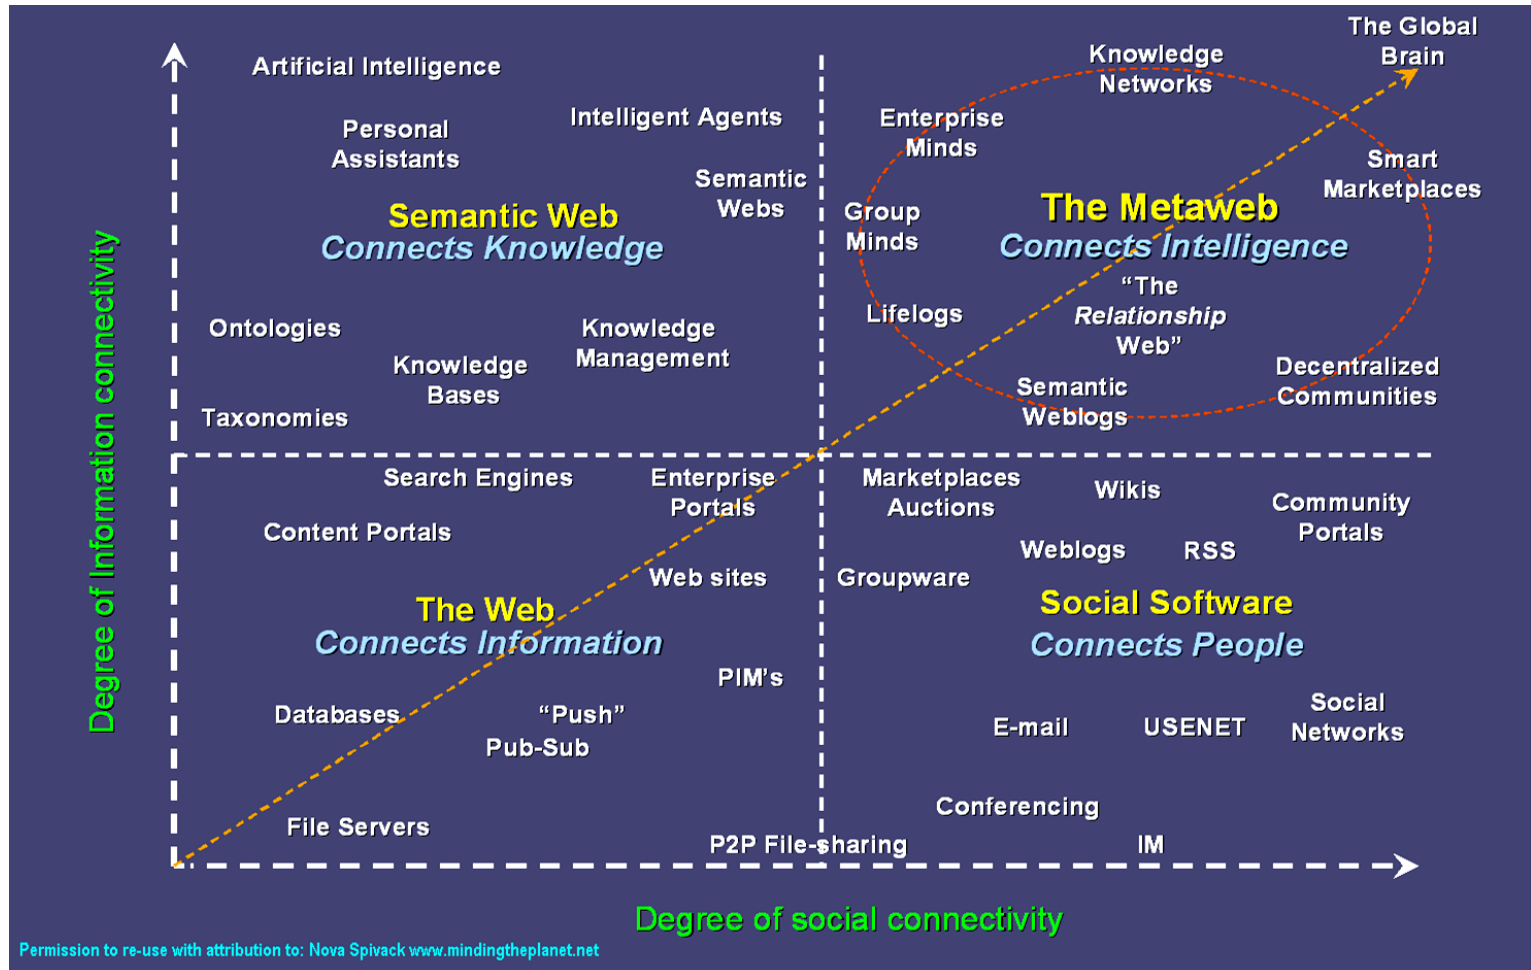 The Global
Brain
Artificial Intelligence
Knowledge
Networks
Intelligent Agents
Enterprise
Minds
Personal
Assistants
Smart
Marketplaces
Semantic
Webs
Semantic Web
Connects Knowledge
Group
Minds
The Metaweb
Connects Intelligence
“The
Relationship
Web”
Lifelogs
Ontologies
Knowledge
Management
Knowledge
Bases
Taxonomies
Semantic
Weblogs
Decentralized
Communities
Degree of Information connectivity
Search Engines
Enterprise
Portals
Content Portals
Web sites
The Web
Connects Information
PIM’s
Databases
“Push”
Pub-Sub
File Servers
P2P File-sharing
Marketplaces
Auctions
Wikis
Community
Portals
Weblogs
RSS
Groupware
Social Software
Connects People
E-mail
USENET
Social
Networks
Conferencing
IM
Degree of social connectivity
Permission to re-use with attribution to: Nova Spivack www.mindingtheplanet.net